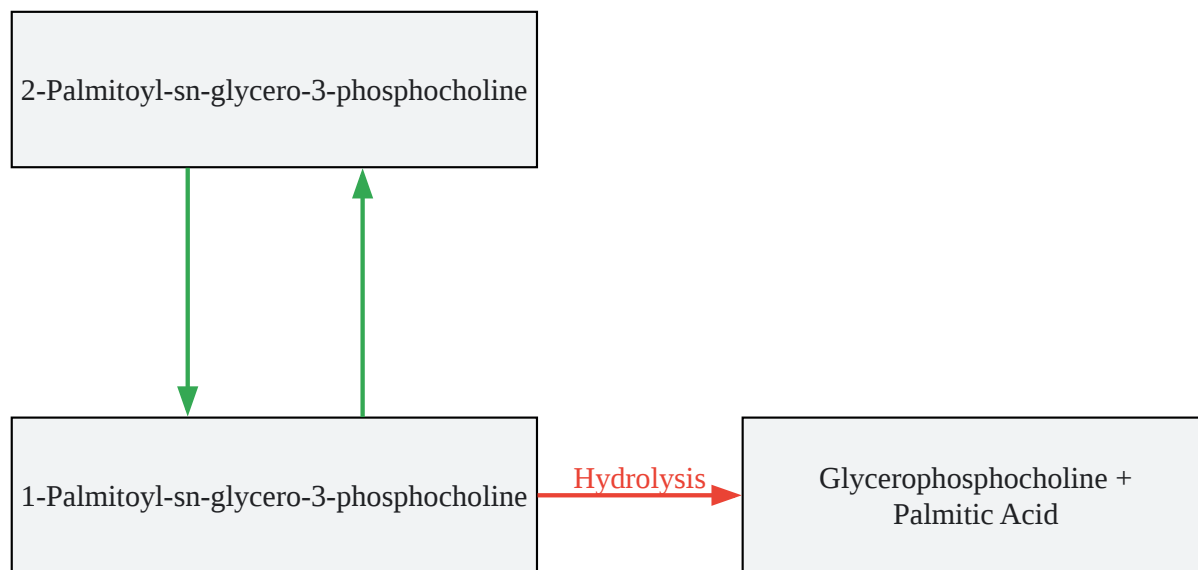 2-Palmitoyl-sn-glycero-3-phosphocholine
1-Palmitoyl-sn-glycero-3-phosphocholine
Hydrolysis
Glycerophosphocholine +
Palmitic Acid